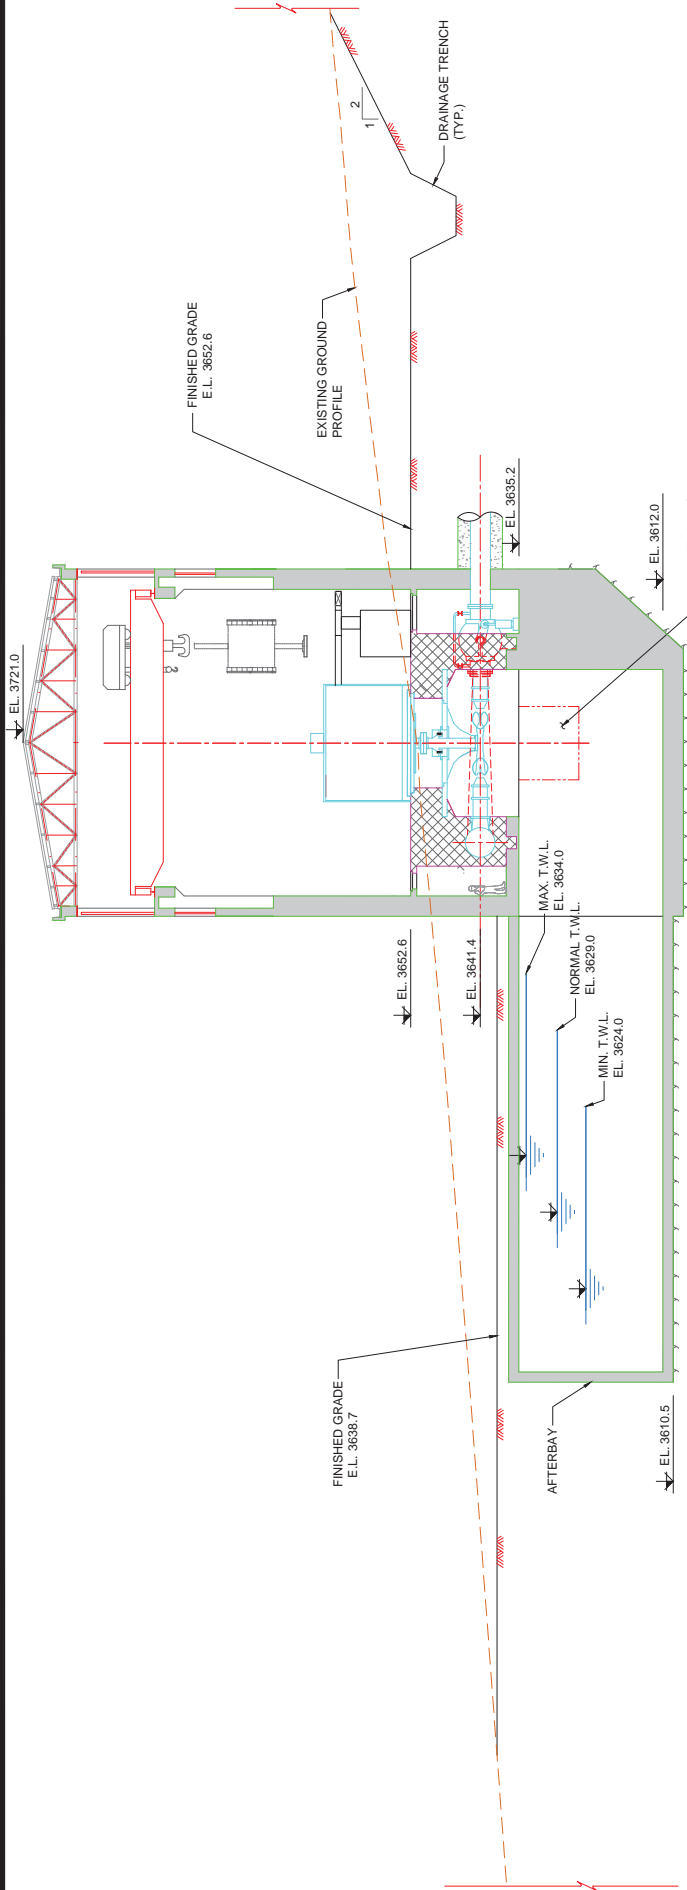 EL. 3721.0
FINISHED GRADE
E.L. 3652.6
EXISTING GROUND
PROFILE
2
1
DRAINAGE TRENCH
(TYP.)
EL. 3635.2
EL. 3612.0
EL. 3652.6
EL. 3641.4
MAX. T.W.L.
EL. 3634.0
NORMAL T.W.L.
EL. 3629.0
MIN. T.W.L.
EL. 3624.0
FINISHED GRADE
E.L. 3638.7
AFTERBAY
EL. 3610.5